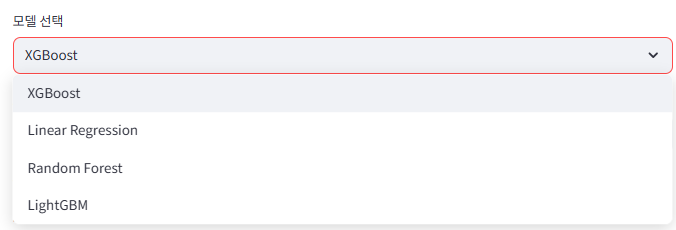 모델 선택
XGBoost
XGBoost
Linear Regression
Random Forest
LightGBM